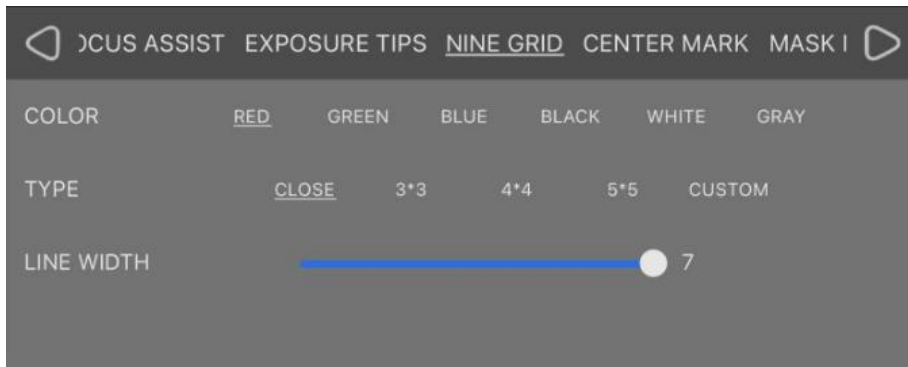 OCUS ASSIST EXPOSURE TIPS NINE GRID CENTER MARK MASK
COLOR RED GREEN BLUE BLACK WHITE GRAY
TYPE CLOSE 3*3 4*4 5*5 CUSTOM
LINE WIDTH 7